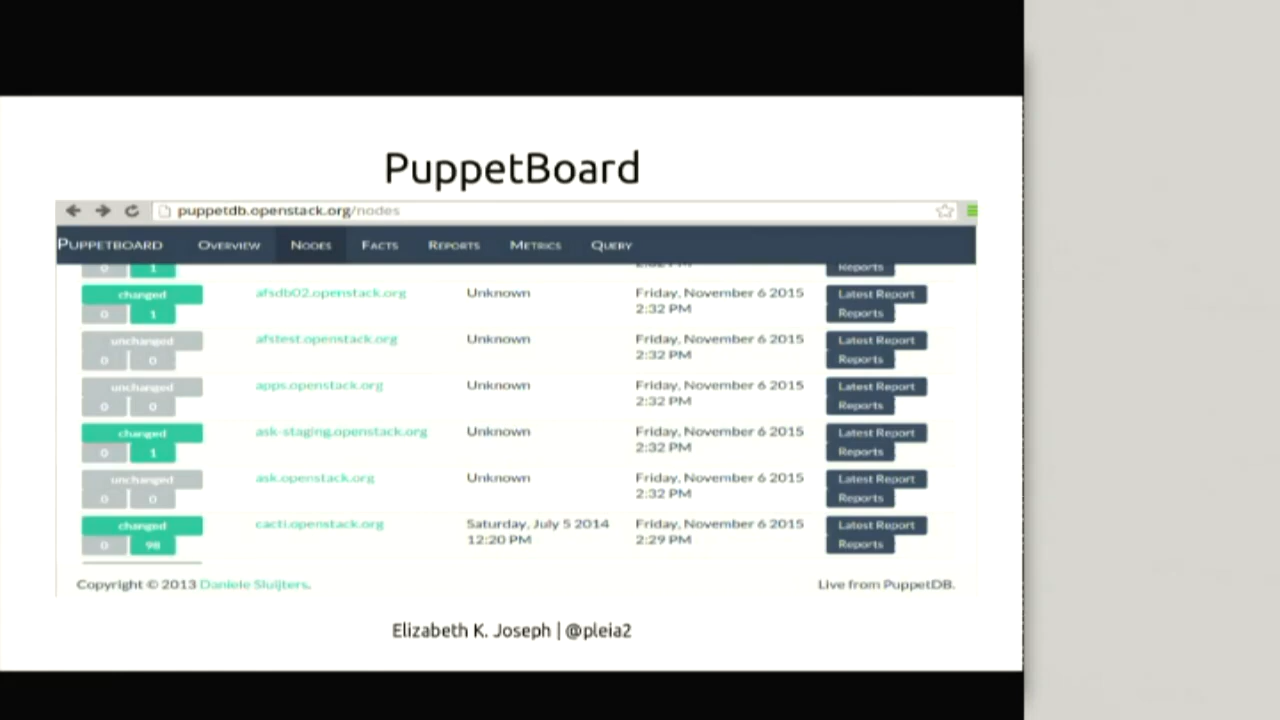 PuppetBoard
puppetdb.openstack.org/nodes
PUPPETBOARD OVERVIEW NODES FACTS REPORTS METRICS QUERY
0 1 Reports
changed afsdb02.openstack.org Unknown Friday, November 6 2015 Latest Report
0 1 2:32 PM Reports
unchanged afstest.openstack.org Unknown Friday, November 6 2015 Latest Report
0 0 2:32 PM Reports
unchanged apps.openstack.org Unknown Friday, November 6 2015 Latest Report
0 0 2:32 PM Reports
changed ask-staging.openstack.org Unknown Friday, November 6 2015 Latest Report
0 1 2:32 PM Reports
unchanged ask.openstack.org Unknown Friday, November 6 2015 Latest Report
0 0 2:32 PM Reports
changed cacti.openstack.org Saturday, July 5 2014 Friday, November 6 2015 Latest Report
0 98 12:20 PM 2:29 PM Reports
Copyright © 2013 Daniele Sluijters. Live from PuppetDB.
Elizabeth K. Joseph | @pleia2